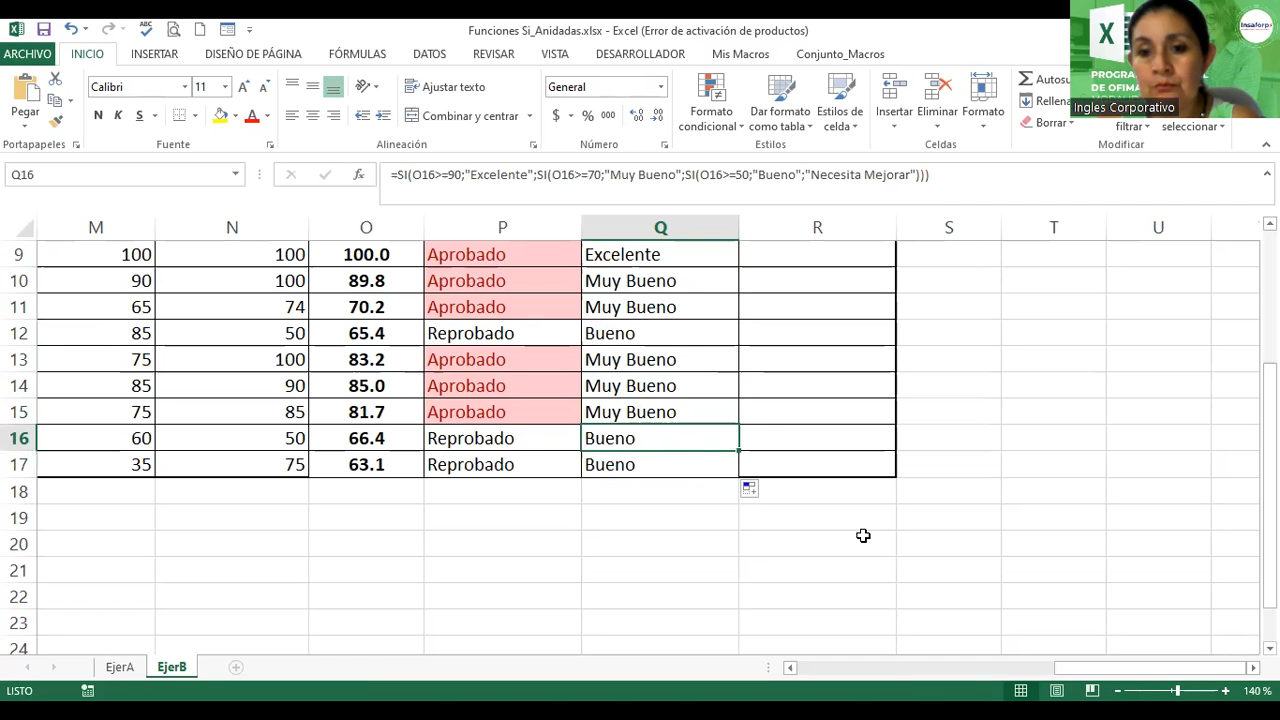 Funciones Si_Anidadas.xlsx - Excel (Error de activación de productos)
ARCHIVO INICIO INSERTAR DISEÑO DE PÁGINA FÓRMULAS DATOS REVISAR VISTA DESARROLLADOR Mis Macros Conjunto_Macros
Insaforp
PROGRA
DE OFIMA
Ingles Corporativo
Pegar
Calibri 11
N K S
Ajustar texto
Combinar y centrar
General
$ % 000
Formato condicional
Dar formato como tabla
Estilos de celda
Insertar Eliminar Formato
Autosu
Rellena
Borrar
filtrar
seleccionar
Portapapeles Fuente Alineación Número Estilos Celdas Modificar
Q16 fx =SI(O16>=90;"Excelente";SI(O16>=70;"Muy Bueno";SI(O16>=50;"Bueno";"Necesita Mejorar")))
M N O P Q R S T U
9 100 100 100.0 Aprobado Excelente
10 90 100 89.8 Aprobado Muy Bueno
11 65 74 70.2 Aprobado Muy Bueno
12 85 50 65.4 Reprobado Bueno
13 75 100 83.2 Aprobado Muy Bueno
14 85 90 85.0 Aprobado Muy Bueno
15 75 85 81.7 Aprobado Muy Bueno
16 60 50 66.4 Reprobado Bueno
17 35 75 63.1 Reprobado Bueno
18
19
20
21
22
23
24
EjerA EjerB
LISTO 140 %